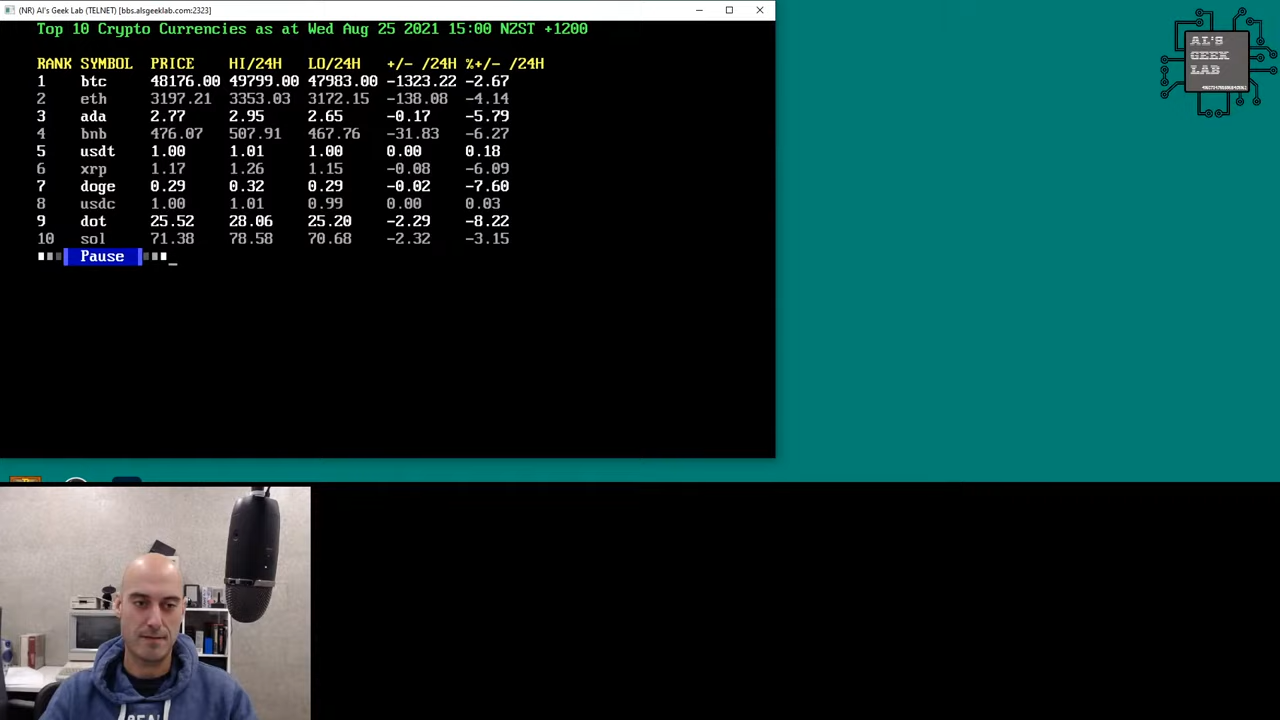 (NR) Al's Geek Lab (TELNET) [bbs.alsgeeklab.com:2323]
Top 10 Crypto Currencies as at Wed Aug 25 2021 15:00 NZST +1200
RANK SYMBOL PRICE HI/24H LO/24H +/- /24H %+/- /24H
1 btc 48176.00 49799.00 47983.00 -1323.22 -2.67
2 eth 3197.21 3353.03 3172.15 -138.08 -4.14
3 ada 2.77 2.95 2.65 -0.17 -5.79
4 bnb 476.07 507.91 467.76 -31.83 -6.27
5 usdt 1.00 1.01 1.00 0.00 0.18
6 xrp 1.17 1.26 1.15 -0.08 -6.09
7 doge 0.29 0.32 0.29 -0.02 -7.60
8 usdc 1.00 1.01 0.99 0.00 0.03
9 dot 25.52 28.06 25.20 -2.29 -8.22
10 sol 71.38 78.58 70.68 -2.32 -3.15
Pause
AL'S
GEEK
LAB